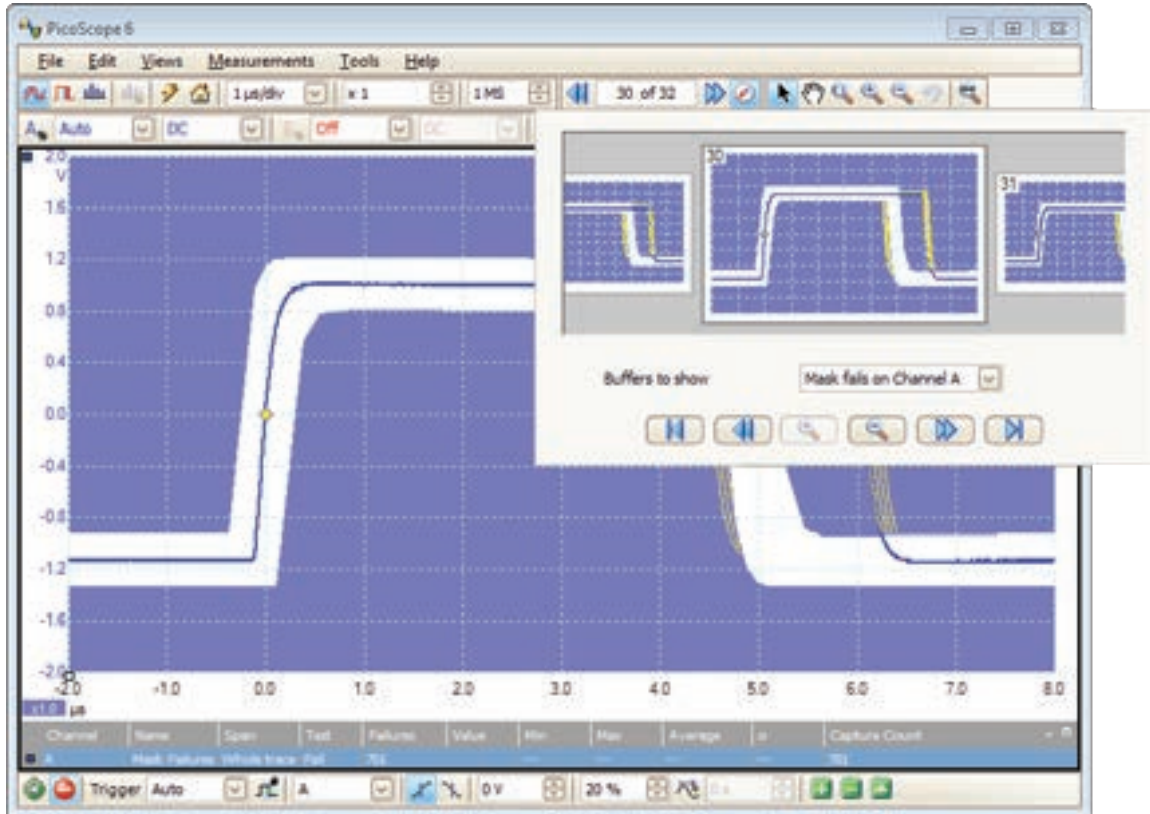 PicoScope 6
File Edit Views Measurements Tools Help
1 µs/div x 1 1 MS 30 of 32
A Auto DC Off DC
2.0
V
1.6
1.2
0.8
0.4
0.0
-0.4
-0.8
-1.2
-1.6
-2.0
-2.0 -1.0 0.0 1.0 2.0 3.0 4.0 5.0 6.0 7.0 8.0
x1.0 µs
30
31
Buffers to show Mask fails on Channel A
Channel Name Span Test Failures Value Min Max Average σ Capture Count
A Mask Failures Whole trace Fail
Trigger Auto A 0 V 20 %